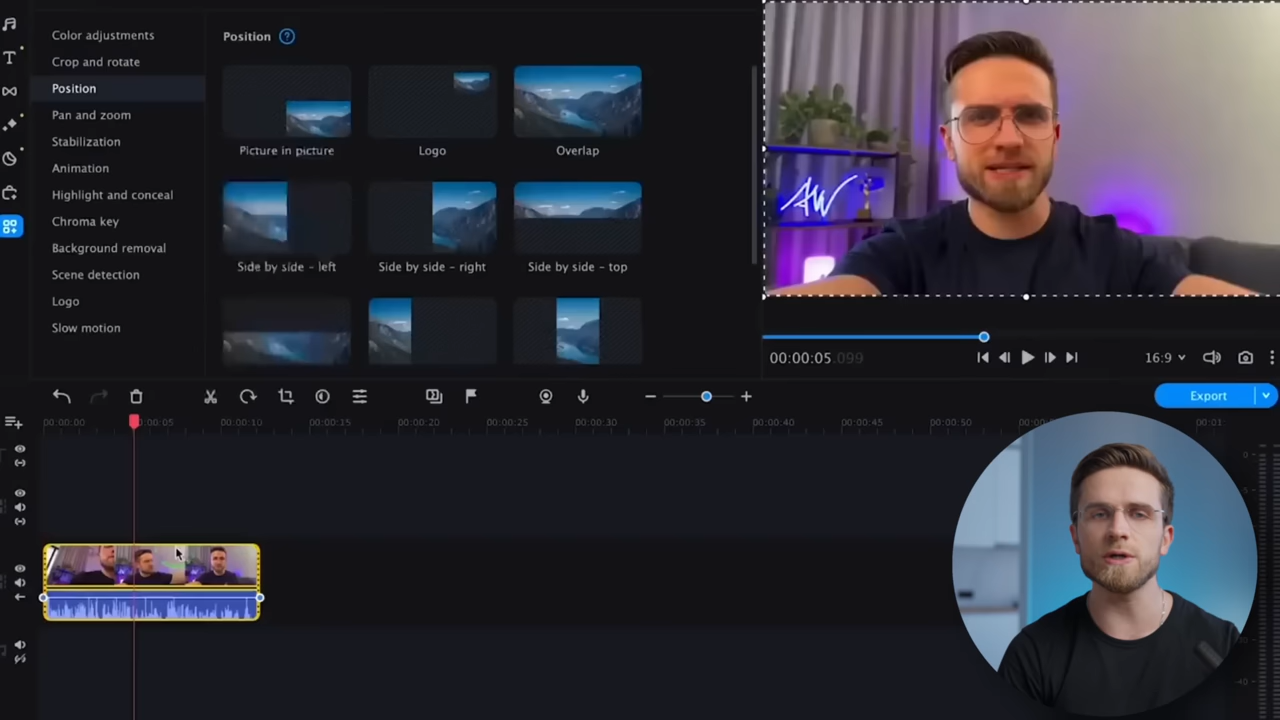 Color adjustments
Crop and rotate
Position
Pan and zoom
Stabilization
Animation
Highlight and conceal
Chroma key
Background removal
Scene detection
Logo
Slow motion
Position ?
Picture in picture
Logo
Overlap
Side by side - left
Side by side - right
Side by side - top
AW
00:00:05.099
16:9
Export
00:00:00
00:00:05
00:00:10
00:00:15
00:00:20
00:00:25
00:00:30
00:00:35
00:00:40
00:00:45
00:00:50